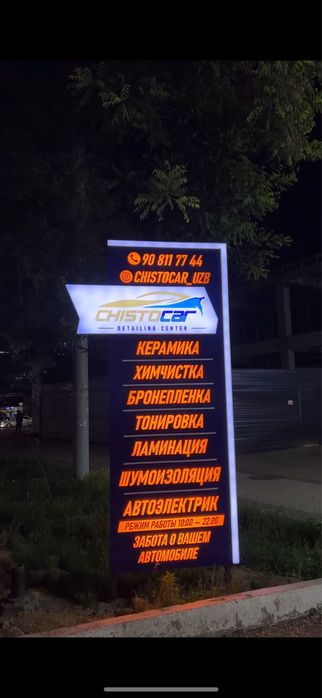 90 811 77 44
CHISTOCAR_UZB
CHISTOCAR
DETAILING CENTER
КЕРАМИКА
ХИМЧИСТКА
БРОНЕПЛЕНКА
ТОНИРОВКА
ЛАМИНАЦИЯ
ШУМОИЗОЛЯЦИЯ
АВТОЭЛЕКТРИК
РЕЖИМ РАБОТЫ 10:00 — 22:00
ЗАБОТА О ВАШЕМ
АВТОМОБИЛЕ